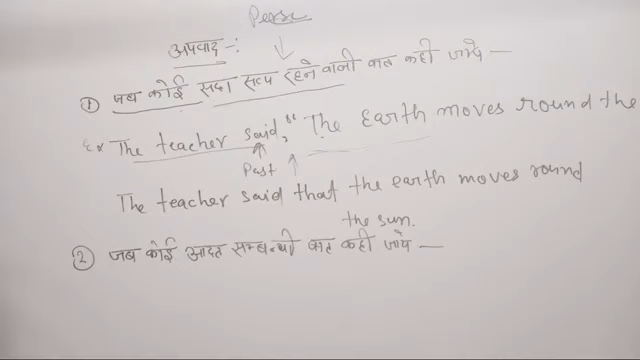 अपवाद -:
① जब कोई सदा सत्य रहने वाली बात कही जाये —
Ex The teacher said, "The Earth moves round the
Past
The teacher said that the earth moves round
the sun.
② जब कोई आदत सम्बन्धी बात कही जाये —